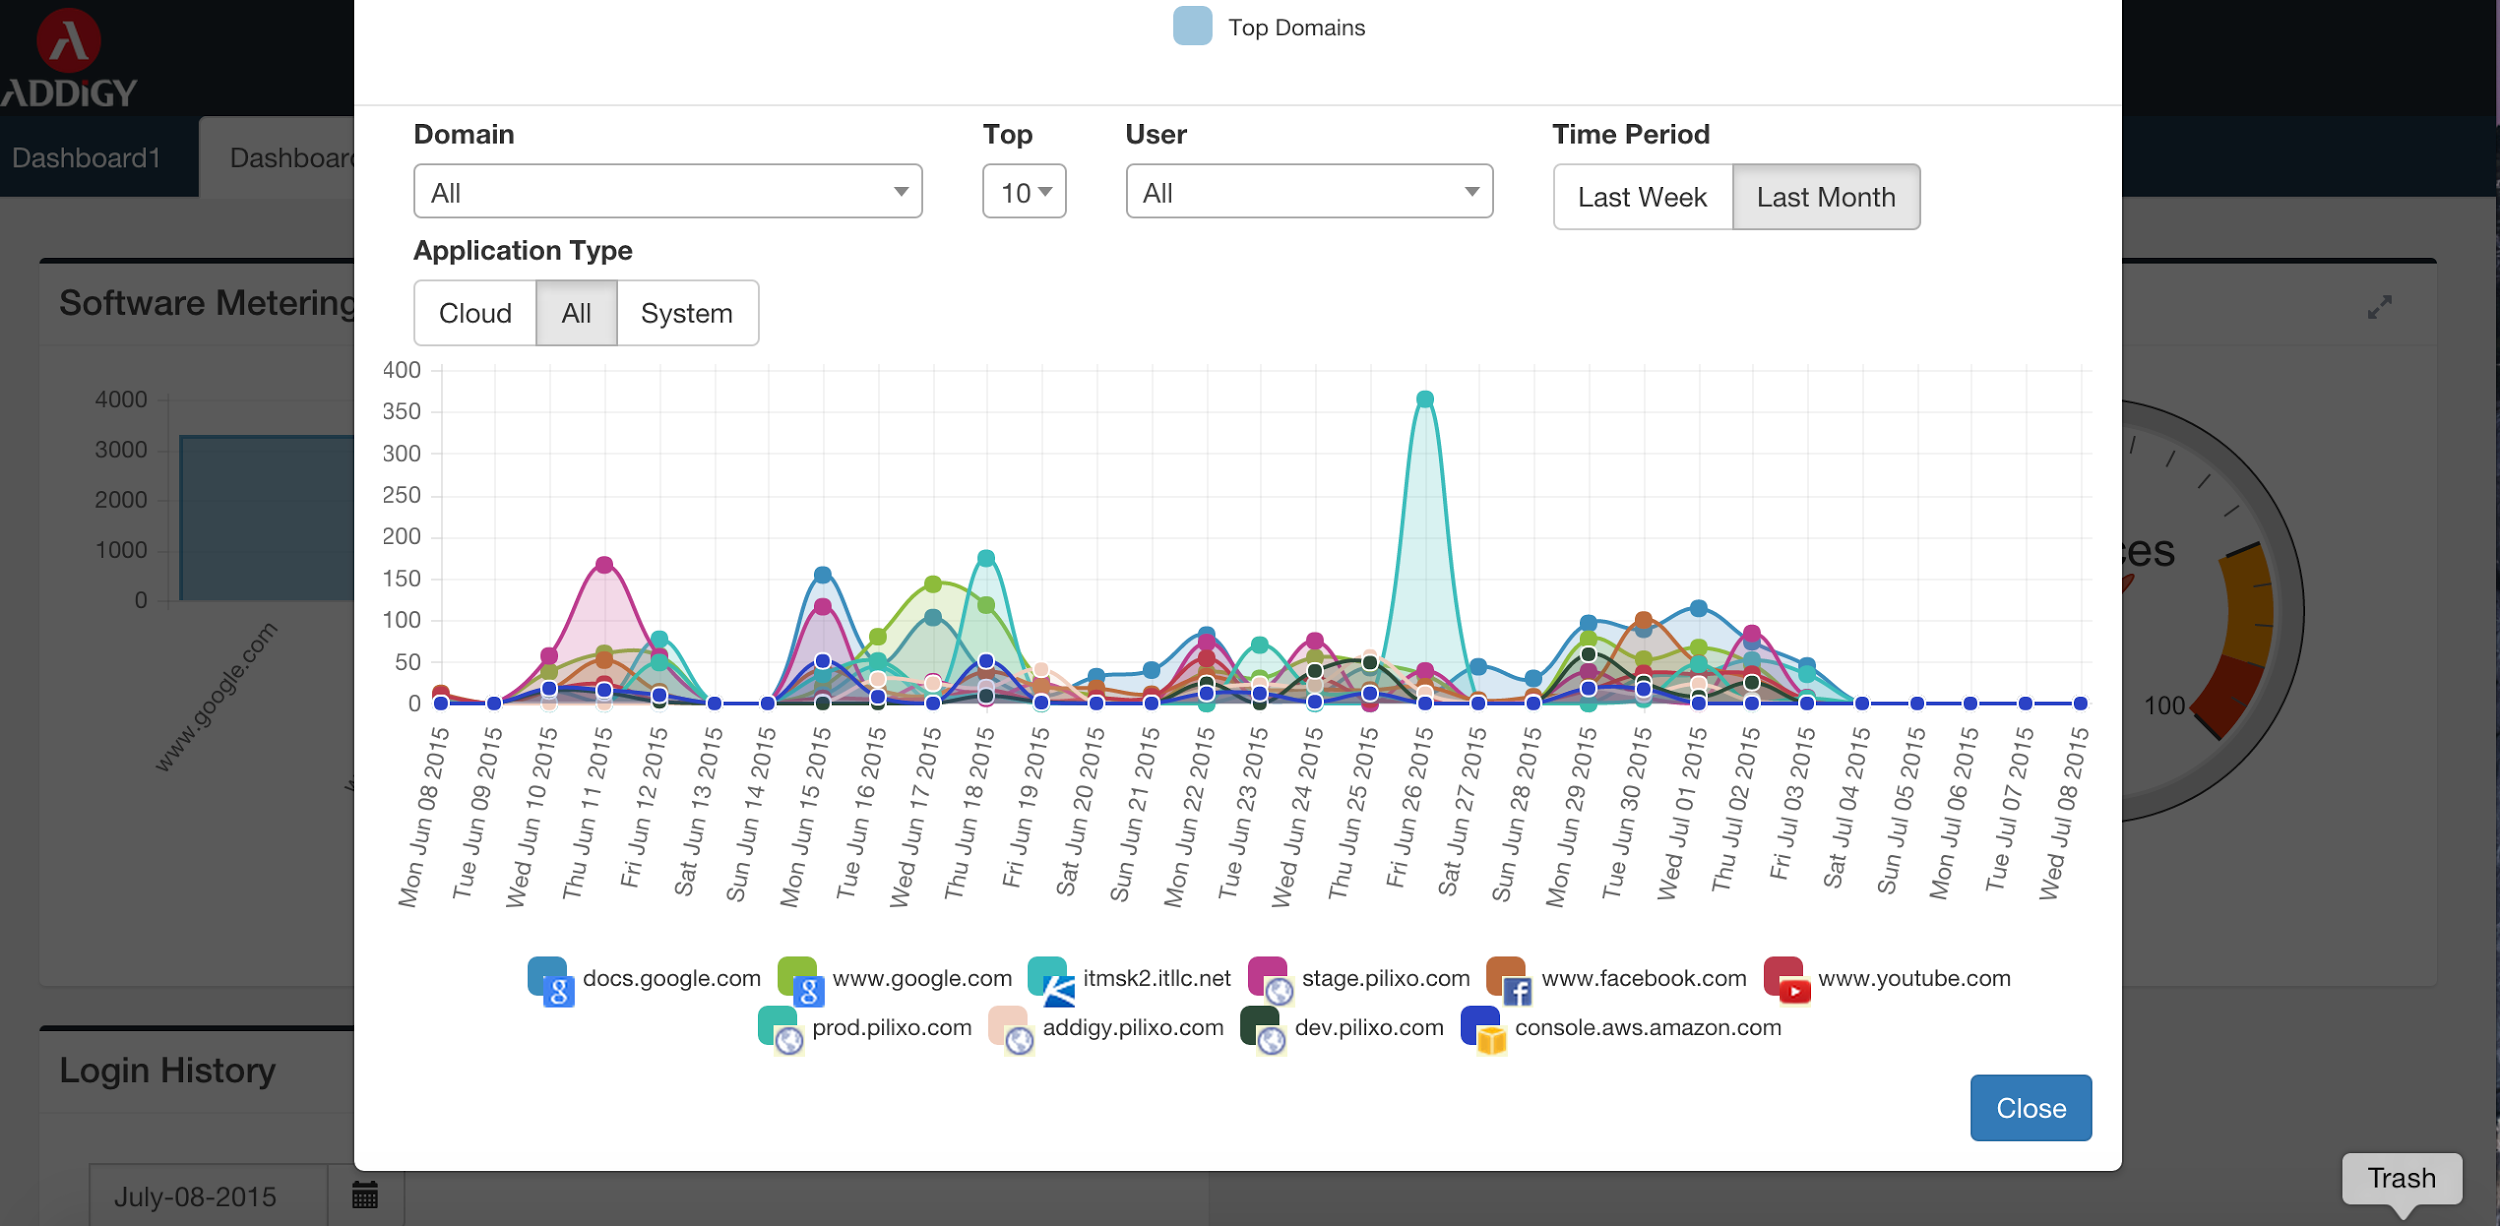 Top Domains
ADDiGY
Dashboard1
Domain
Top
User
Time Period
All
10
All
Last Week
Last Month
Application Type
Cloud
All
System
Software Metering
4000
3000
2000
1000
0
www.google.com
400
350
300
250
200
150
100
50
0
Mon Jun 08 2015
Tue Jun 09 2015
Wed Jun 10 2015
Thu Jun 11 2015
Fri Jun 12 2015
Sat Jun 13 2015
Sun Jun 14 2015
Mon Jun 15 2015
Tue Jun 16 2015
Wed Jun 17 2015
Thu Jun 18 2015
Fri Jun 19 2015
Sat Jun 20 2015
Sun Jun 21 2015
Mon Jun 22 2015
Tue Jun 23 2015
Wed Jun 24 2015
Thu Jun 25 2015
Fri Jun 26 2015
Sat Jun 27 2015
Sun Jun 28 2015
Mon Jun 29 2015
Tue Jun 30 2015
Wed Jul 01 2015
Thu Jul 02 2015
Fri Jul 03 2015
Sat Jul 04 2015
Sun Jul 05 2015
Mon Jul 06 2015
Tue Jul 07 2015
Wed Jul 08 2015
100
docs.google.com www.google.com itmsk2.itllc.net stage.pilixo.com www.facebook.com www.youtube.com
prod.pilixo.com addigy.pilixo.com dev.pilixo.com console.aws.amazon.com
Login History
Close
July-08-2015
Trash